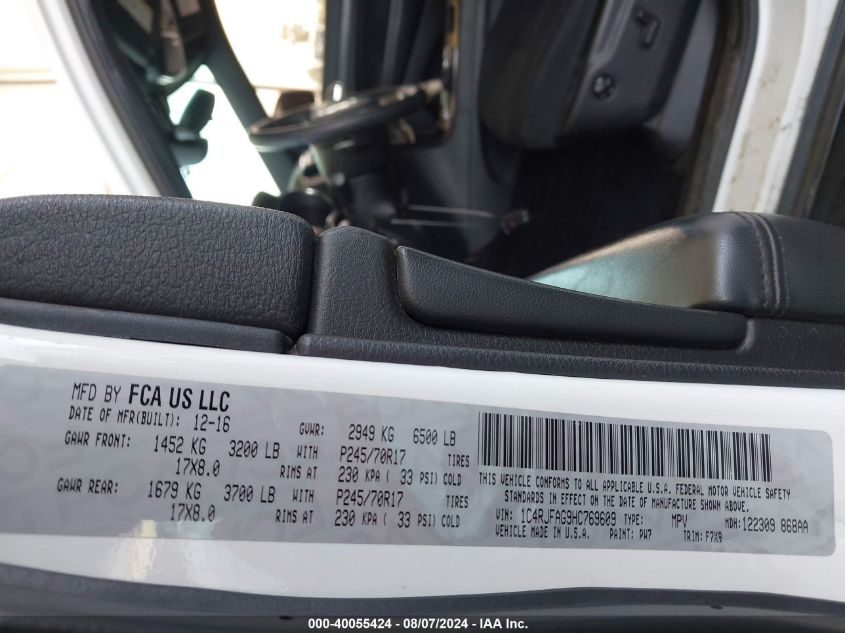 MFD BY FCA US LLC
DATE OF MFR(BUILT): 12-16 GVWR: 2949 KG 6500 LB
GAWR FRONT: 1452 KG 3200 LB WITH P245/70R17 TIRES
17X8.0 RIMS AT 230 KPA ( 33 PSI) COLD
GAWR REAR: 1679 KG 3700 LB WITH P245/70R17 TIRES
17X8.0 RIMS AT 230 KPA ( 33 PSI) COLD
THIS VEHICLE CONFORMS TO ALL APPLICABLE U.S.A. FEDERAL MOTOR VEHICLE SAFETY
STANDARDS IN EFFECT ON THE DATE OF MANUFACTURE SHOWN ABOVE.
VIN: 1C4RJFAG9HC769609 TYPE: MPV MDH: 122309 868AA
VEHICLE MADE IN U.S.A. PAINT: PW7 TRIM: F7X9
000-40055424 - 08/07/2024 - IAA Inc.